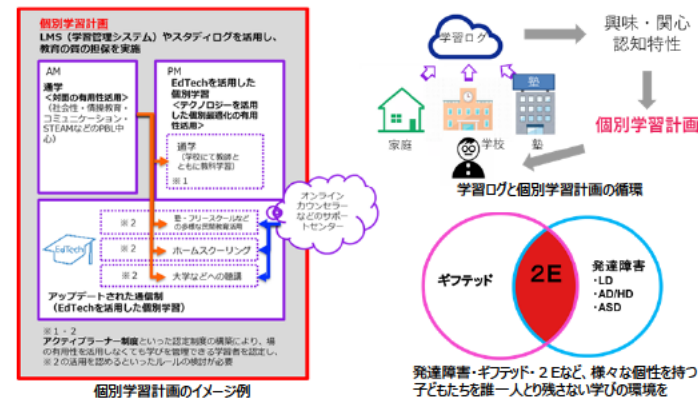 個別学習計画
LMS(学習管理システム)やスタディログを活用し、
教育の質の担保を実施
AM
通学
<対面の有用性活用>
(社会性・情操教育・
コミュニケーション・
STEAMなどのPBL中
心)
PM
EdTechを活用した
個別学習
<テクノロジーを活用
した個別最適化の有用
性活用>
通学
(学校にて教師と
ともに教科学習)
※1
オンライン
カウンセラー
などのサポー
トセンター
EdTech
※2 塾・フリースクールなど
の多様な民間教育活用
※2 ホームスクーリング
※2 大学などへの聴講
アップデートされた通信制
(EdTechを活用した個別学習)
※1・2
アクティブラーナー制度といった認定制度の構築により、場
の有用性を活用しなくても学びを管理できる学習者を認定し、
※2の活用を認めるといったルールの検討が必要
個別学習計画のイメージ例
学習ログ
興味・関心
認知特性
塾
家庭
学校
塾
個別学習計画
学習ログと個別学習計画の循環
ギフテッド
2E
発達障害
・LD
・AD/HD
・ASD
発達障害・ギフテッド・2Eなど、様々な個性を持つ
子どもたちを誰一人とり残さない学びの環境を